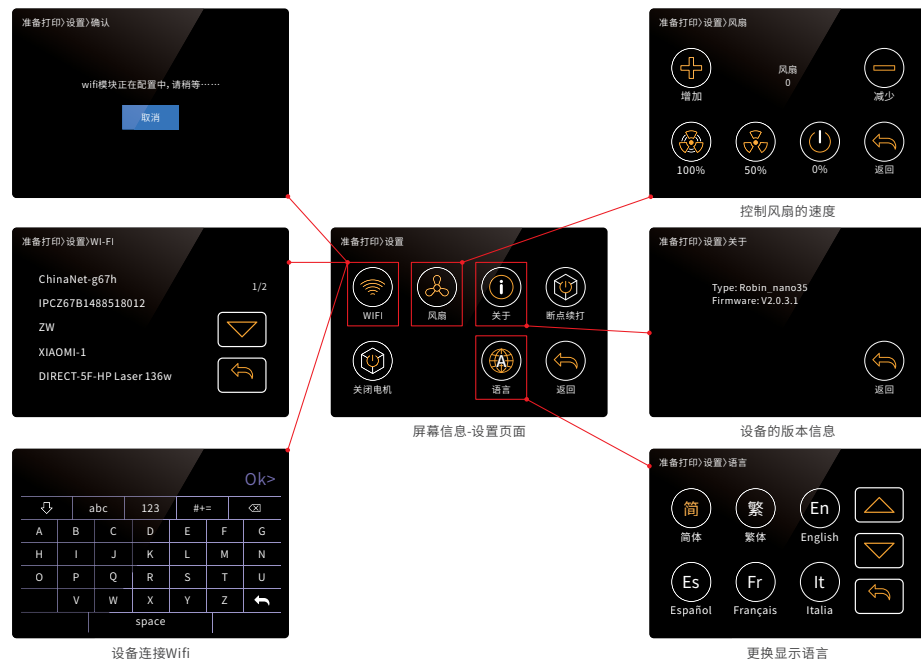 准备打印〉设置〉确认
wifi模块正在配置中,请稍等……
取消
准备打印〉设置〉WI-FI
ChinaNet-g67h
1/2
IPCZ67B1488518012
ZW
XIAOMI-1
DIRECT-5F-HP Laser 136w
Ok>
abc 123 #+=
A B C D E F G
H I J K L M N
O P Q R S T U
V W X Y Z
space
设备连接Wifi
准备打印〉设置
WIFI 风扇 关于 断点续打
A
关闭电机 语言 返回
屏幕信息-设置页面
准备打印〉设置〉风扇
风扇
0
增加 减少
100% 50% 0% 返回
控制风扇的速度
准备打印〉设置〉关于
Type: Robin_nano35
Firmware: V2.0.3.1
返回
设备的版本信息
准备打印〉设置〉语言
简 繁 En
简体 繁体 English
Es Fr It
Español Français Italia
更换显示语言